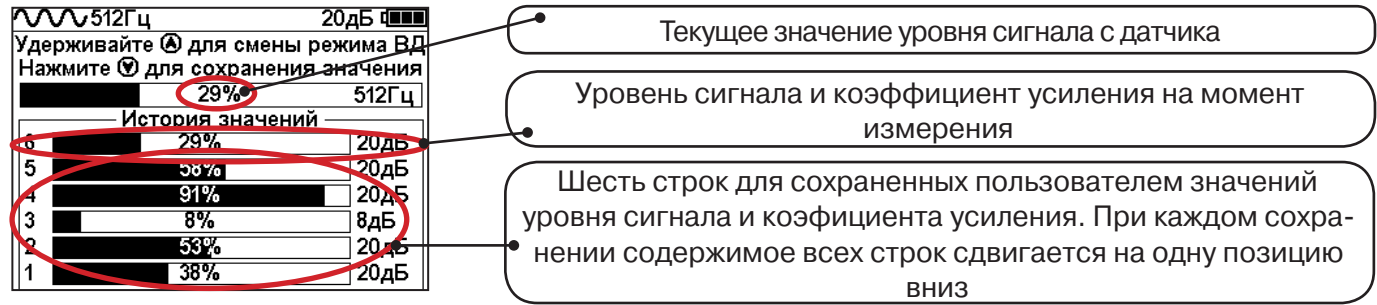 512Гц 20дБ
Удерживайте для смены режима ВД
Нажмите для сохранения значения
29% 512Гц
История значений
6 29% 20дБ
5 58% 20дБ
4 91% 20дБ
3 8% 8дБ
2 53% 20дБ
1 38% 20дБ
Текущее значение уровня сигнала с датчика
Уровень сигнала и коэффициент усиления на момент
измерения
Шесть строк для сохраненных пользователем значений
уровня сигнала и коэфициента усиления. При каждом сохра-
нении содержимое всех строк сдвигается на одну позицию
вниз